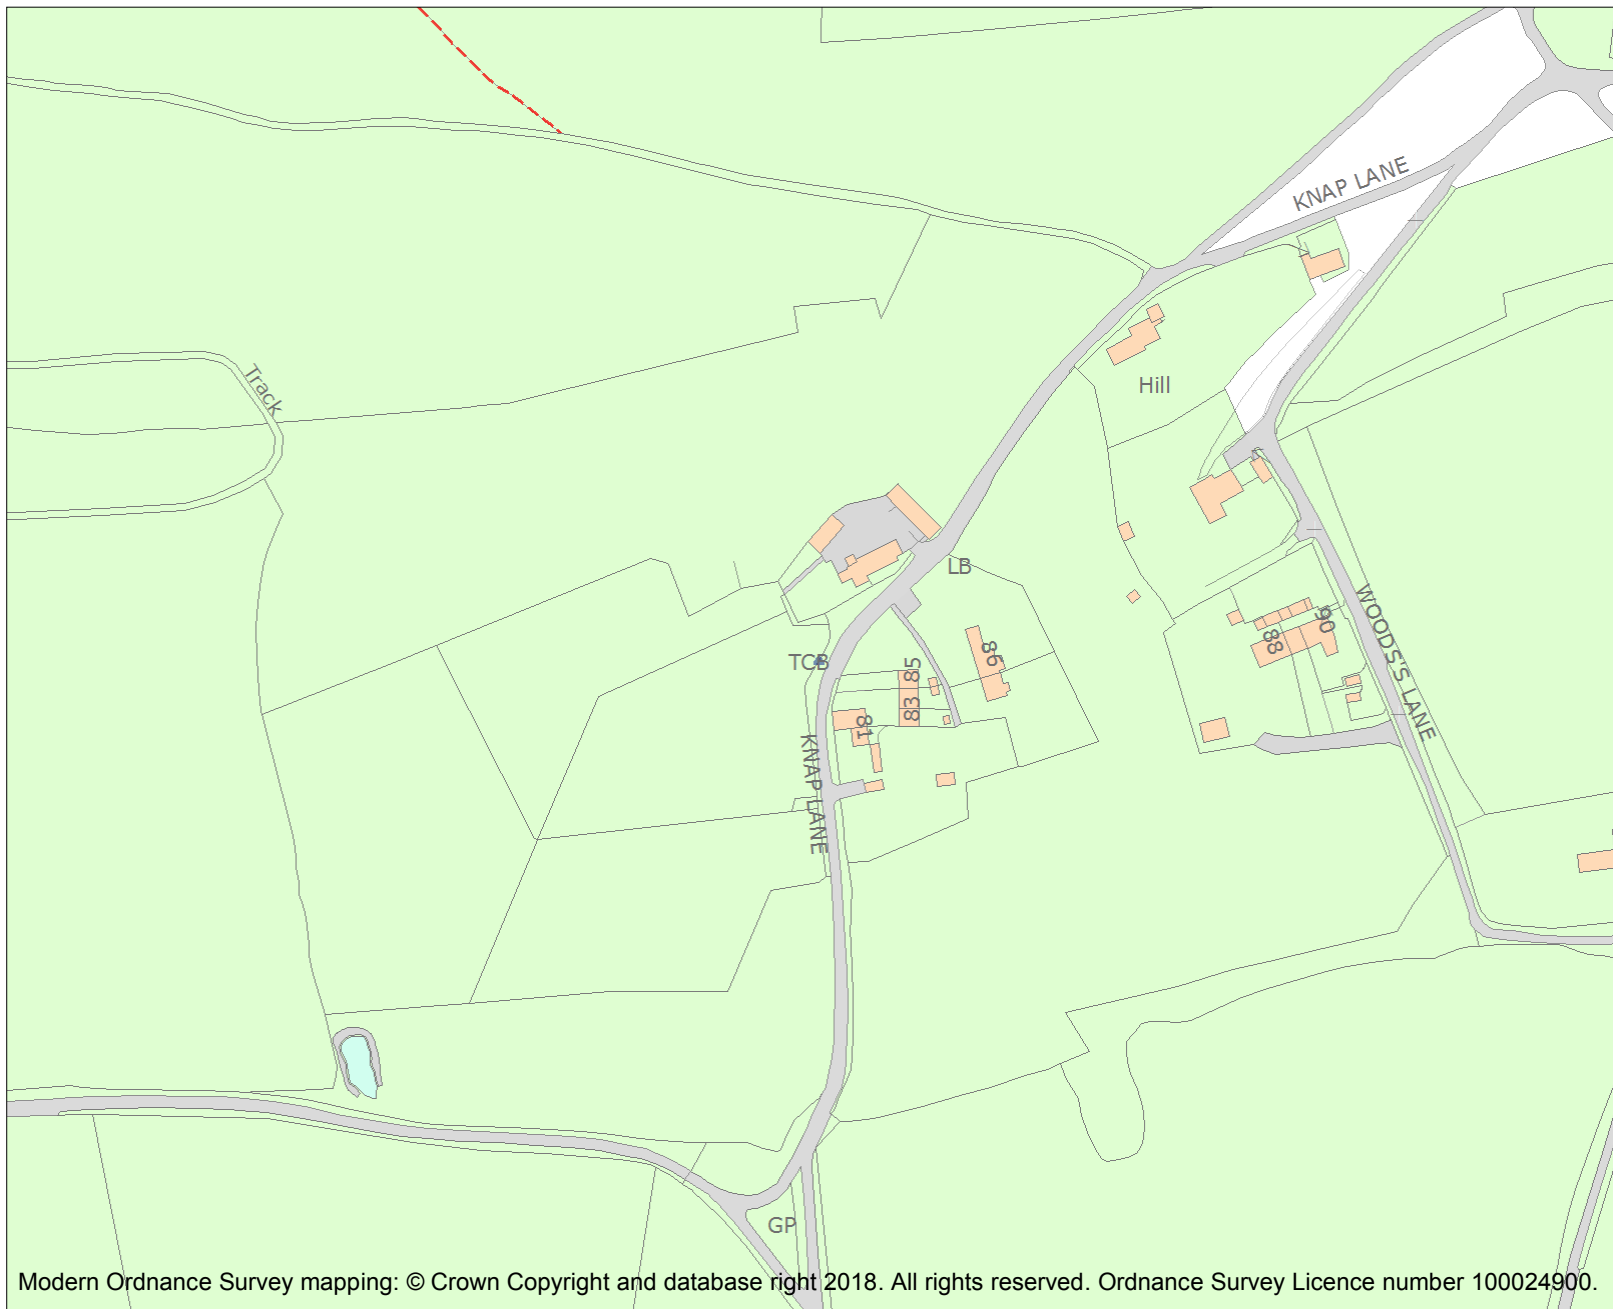 KNAP LANE
Track
Hill
LB
WOODS'S LANE
90
88
TCB
85
86
83
81
KNAP LANE
GP
Modern Ordnance Survey mapping: © Crown Copyright and database right 2018. All rights reserved. Ordnance Survey Licence number 100024900.